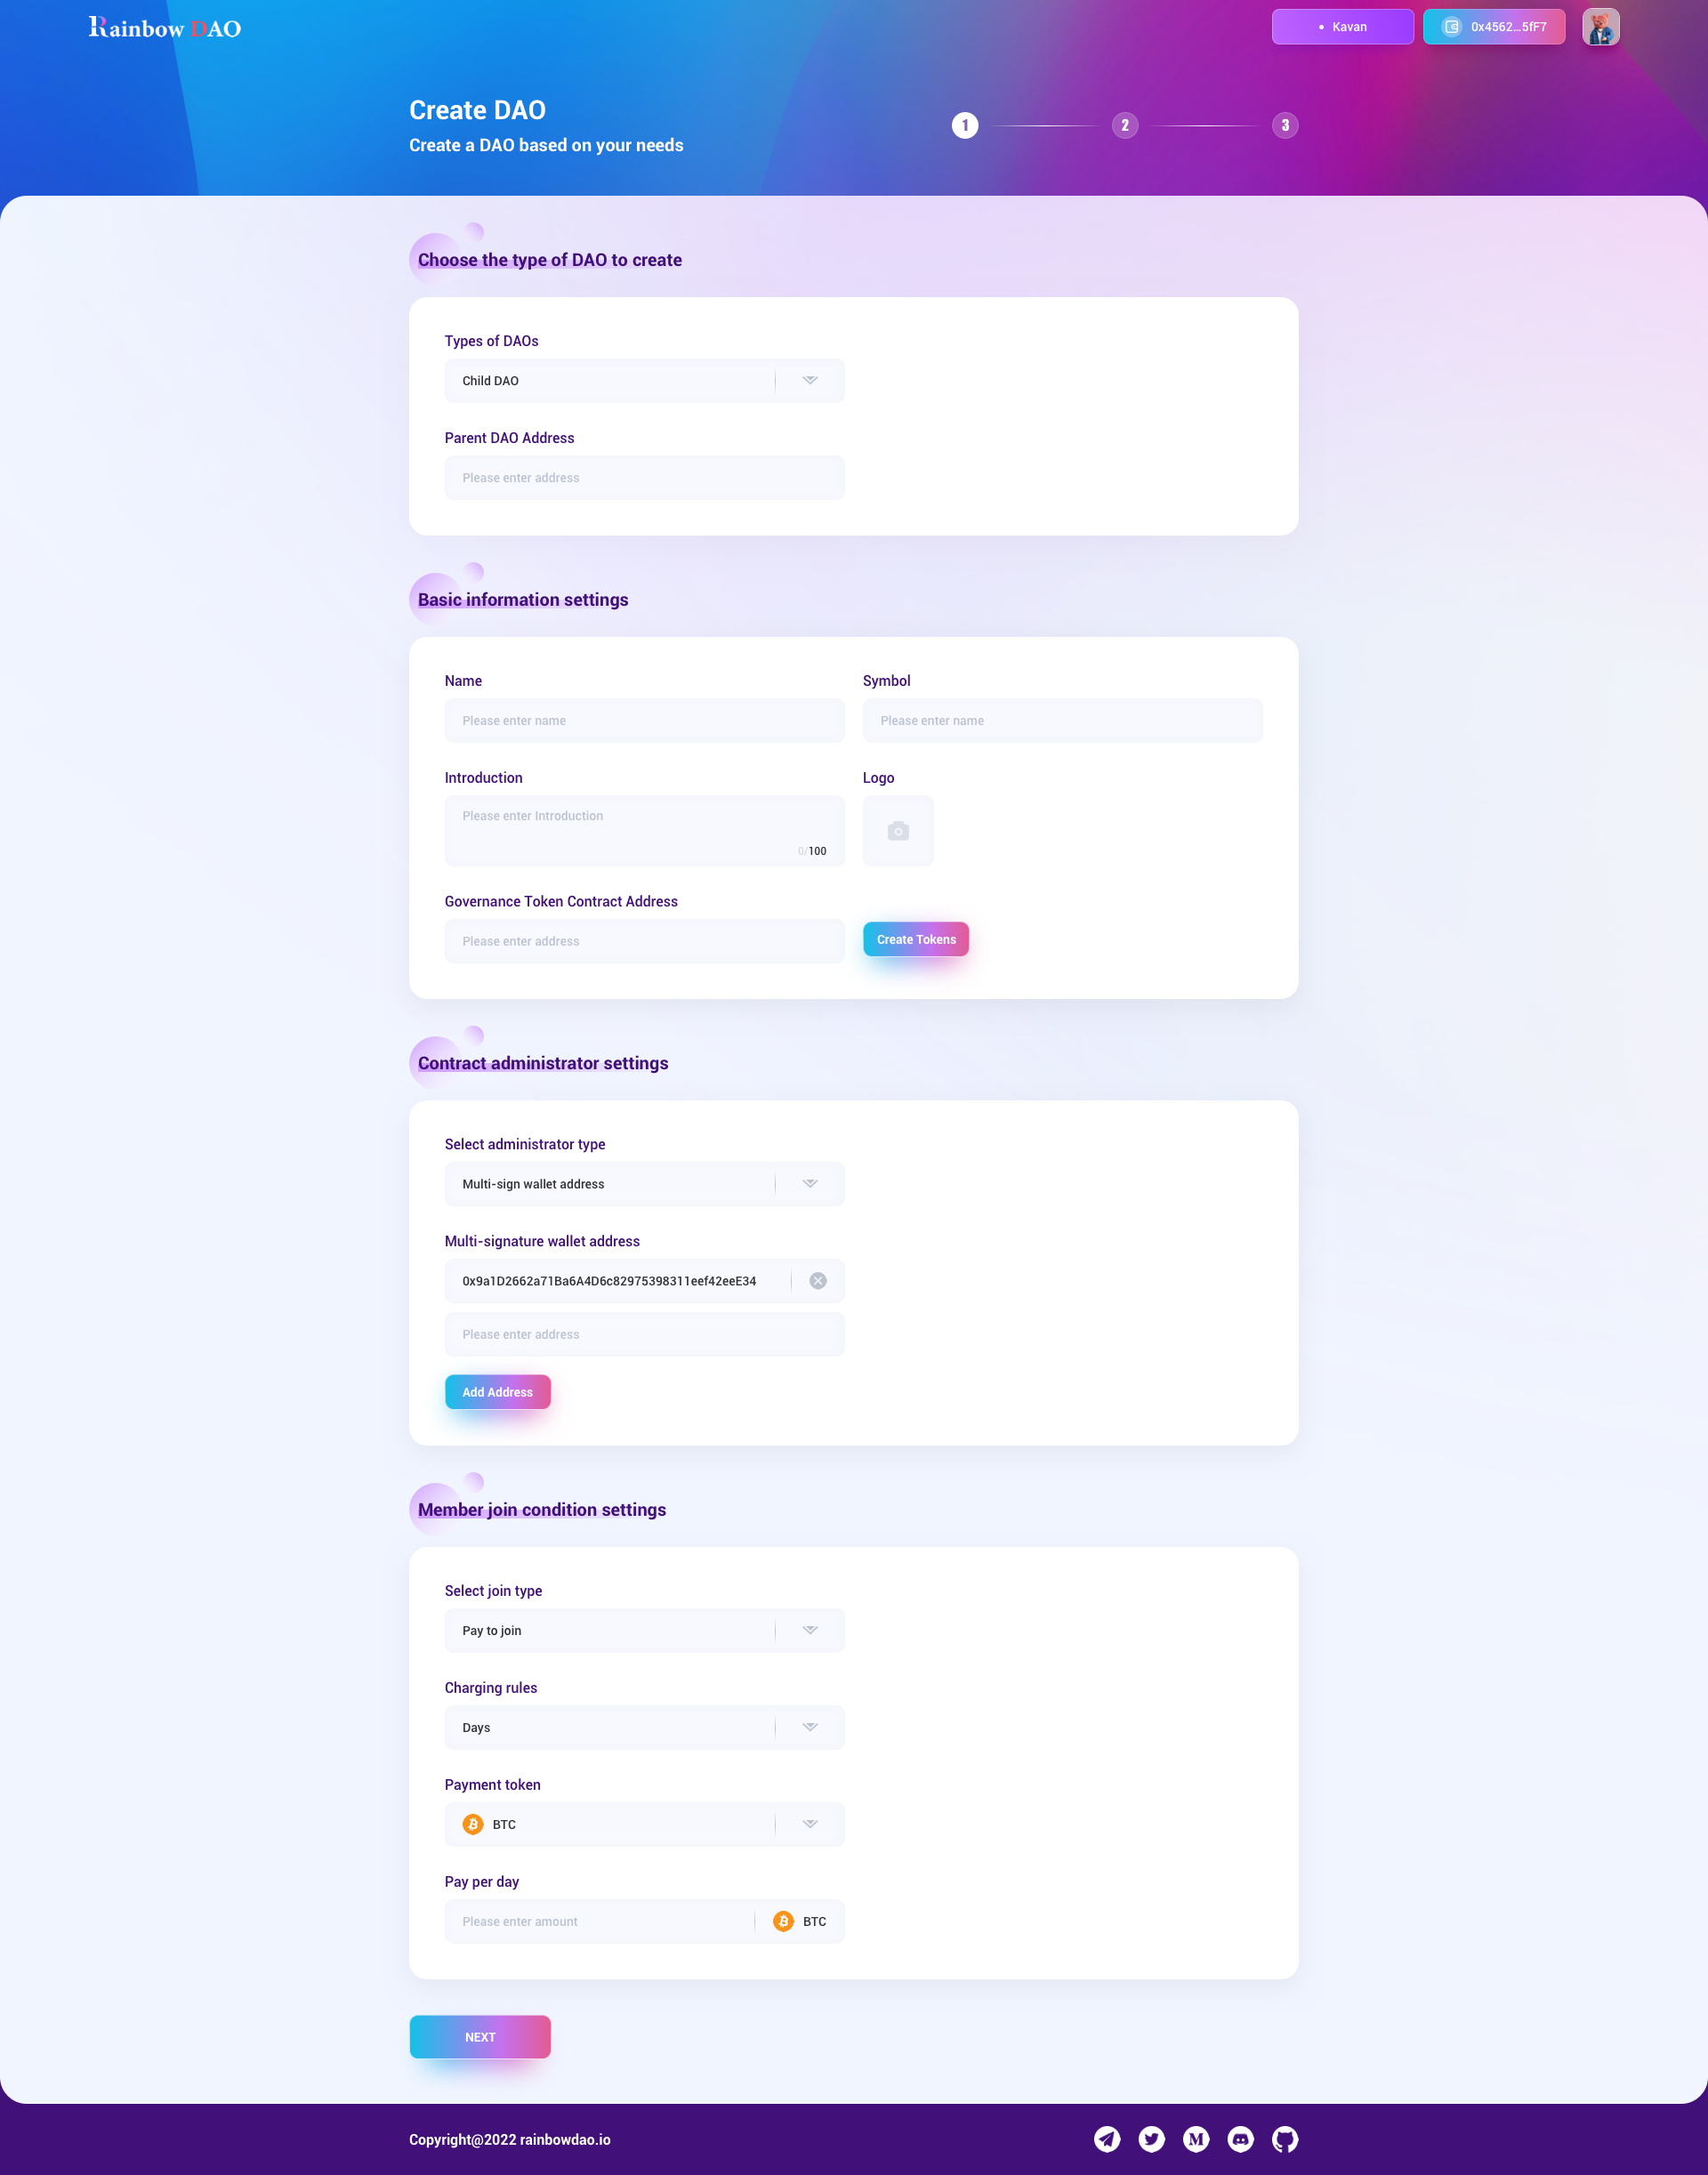 Rainbow DAO
Kavan
0x4562...5fF7
Create DAO
Create a DAO based on your needs
1
2
3
Choose the type of DAO to create
Types of DAOs
Child DAO
Parent DAO Address
Please enter address
Basic information settings
Name
Symbol
Please enter name
Please enter name
Introduction
Logo
Please enter Introduction
0/100
Governance Token Contract Address
Please enter address
Create Tokens
Contract administrator settings
Select administrator type
Multi-sign wallet address
Multi-signature wallet address
0x9a1D2662a71Ba6A4D6c82975398311eef42eeE34
Please enter address
Add Address
Member join condition settings
Select join type
Pay to join
Charging rules
Days
Payment token
BTC
Pay per day
Please enter amount
BTC
NEXT
Copyright@2022 rainbowdao.io